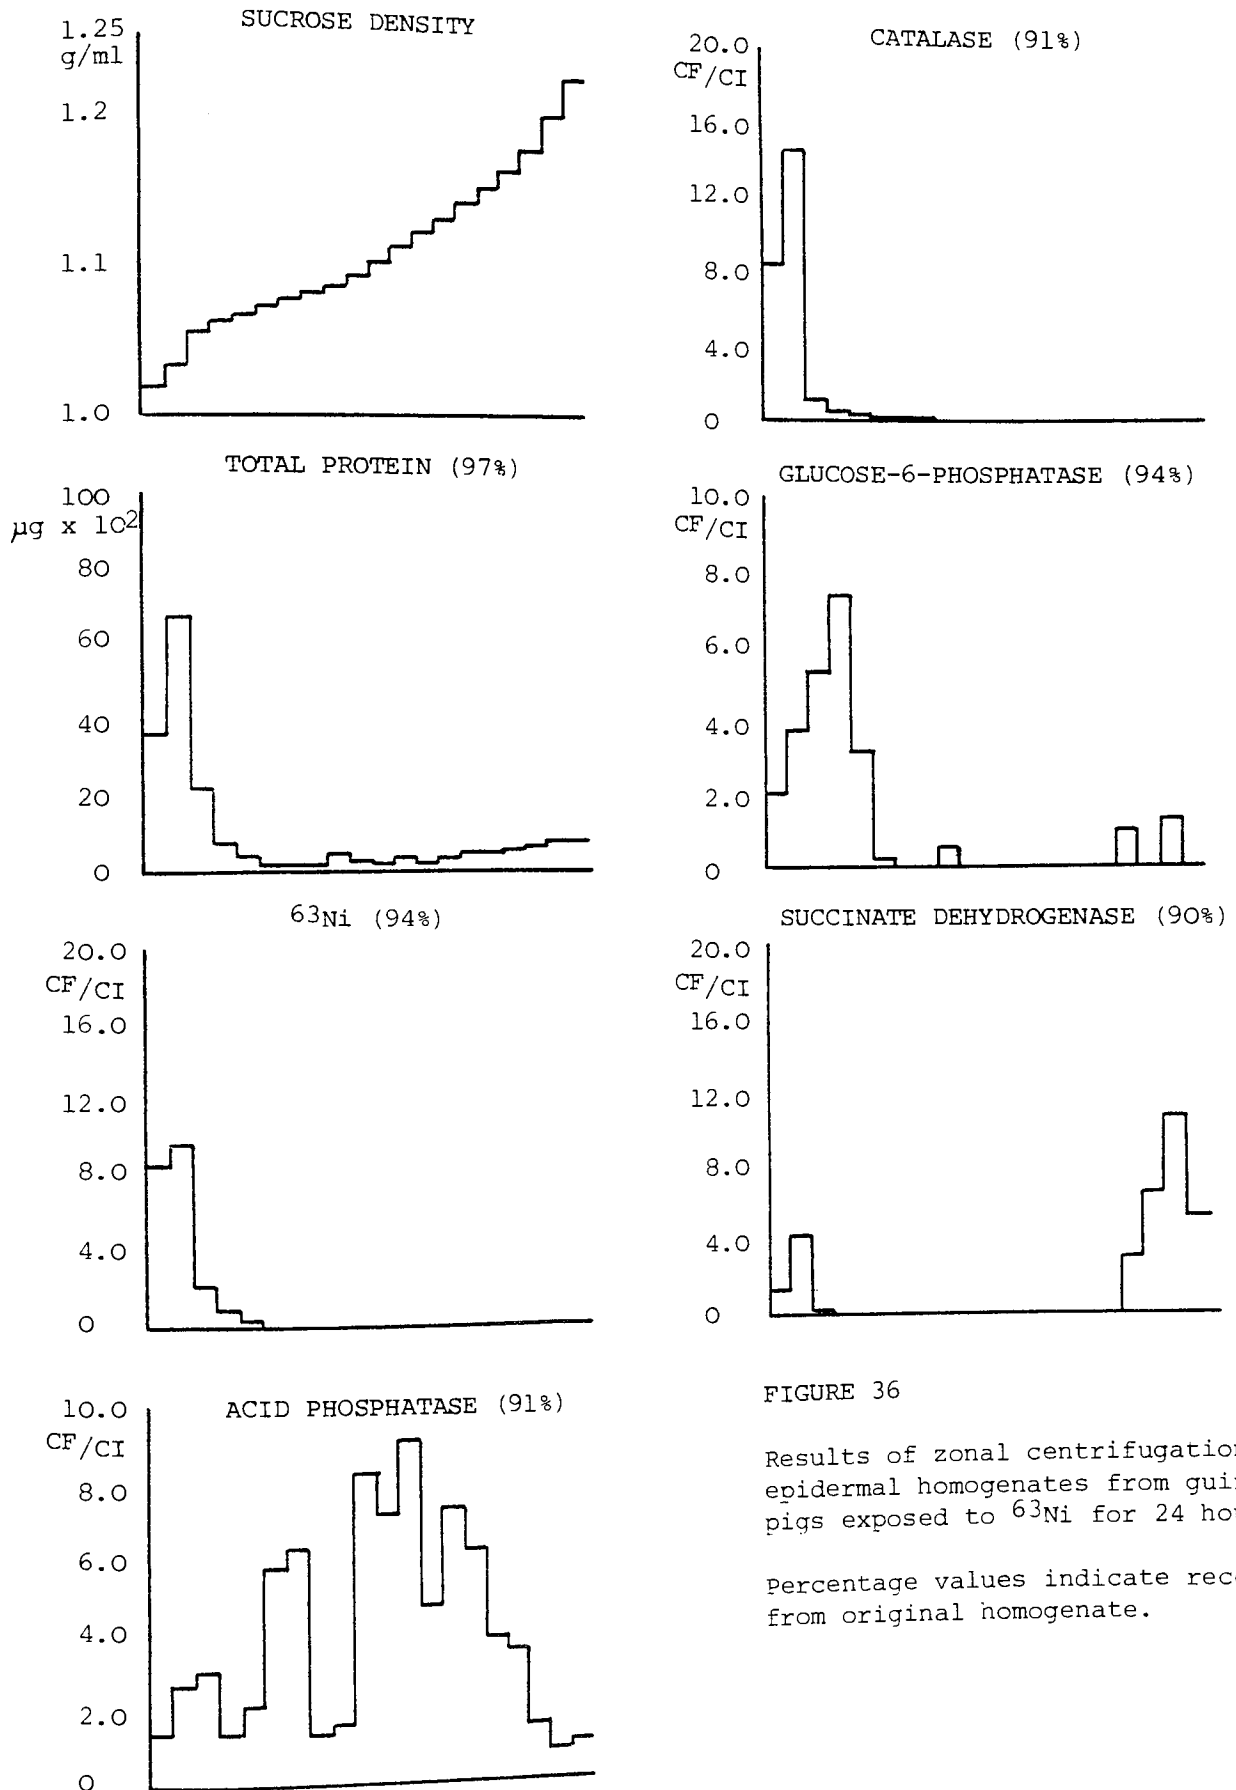 SUCROSE DENSITY
1.25
g/ml
1.2
1.1
1.0
CATALASE (91%)
20.0
CF/CI
16.0
12.0
8.0
4.0
0
TOTAL PROTEIN (97%)
100
µg x 10²
80
60
40
20
0
GLUCOSE-6-PHOSPHATASE (94%)
10.0
CF/CI
8.0
6.0
4.0
2.0
0
⁶³Ni (94%)
20.0
CF/CI
16.0
12.0
8.0
4.0
0
SUCCINATE DEHYDROGENASE (90%)
20.0
CF/CI
16.0
12.0
8.0
4.0
0
ACID PHOSPHATASE (91%)
10.0
CF/CI
8.0
6.0
4.0
2.0
0
FIGURE 36
Results of zonal centrifugation
epidermal homogenates from
pigs exposed to ⁶³Ni for 24
Percentage values indicate
from original homogenate.